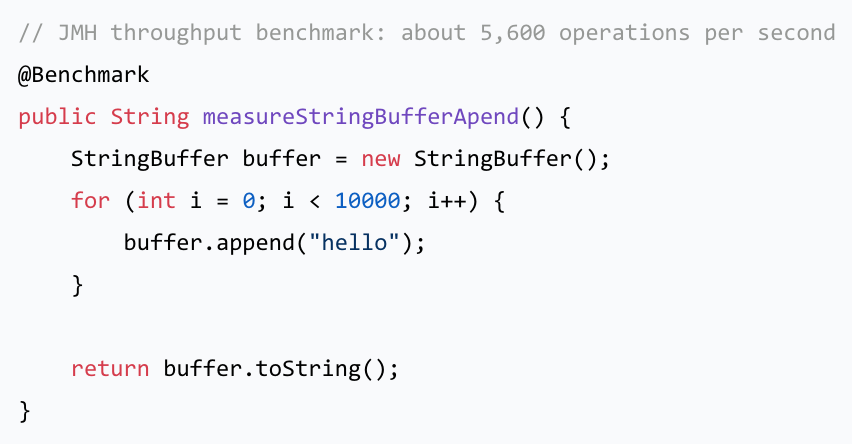 // JMH throughput benchmark: about 5,600 operations per second
@Benchmark
public String measureStringBufferApend() {
    StringBuffer buffer = new StringBuffer();
    for (int i = 0; i < 10000; i++) {
        buffer.append("hello");
    }

    return buffer.toString();
}